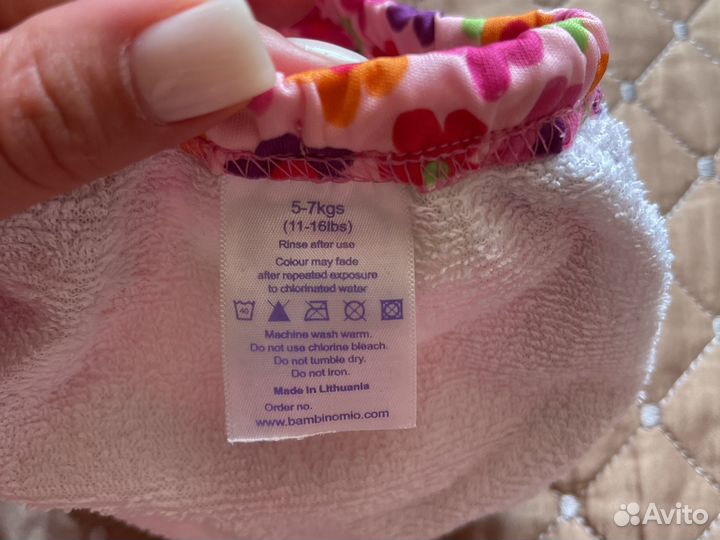 5-7kgs
(11-16lbs)
Rinse after use
Colour may fade
after repeated exposure
to chlorinated water
40
Machine wash warm.
Do not use chlorine bleach.
Do not tumble dry.
Do not iron.
Made in Lithuania
Order no.
www.bambinomio.com
Avito